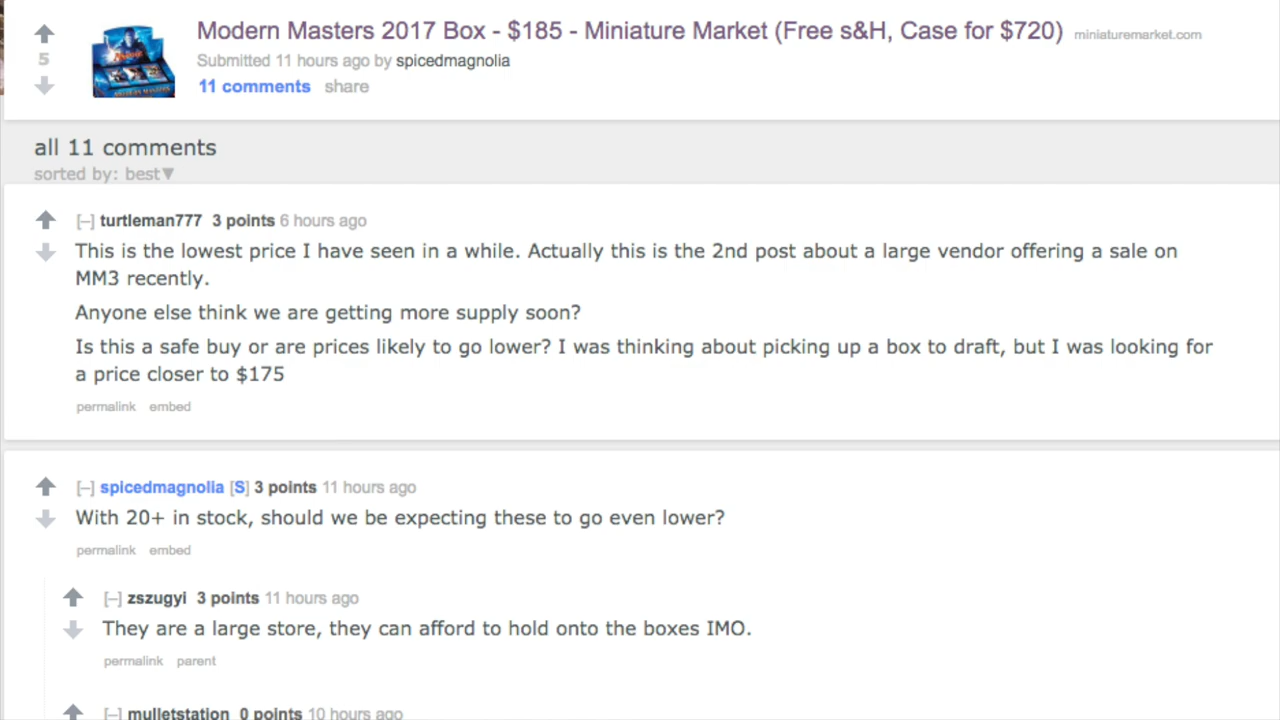 Modern Masters 2017 Box - $185 - Miniature Market (Free s&H, Case for $720) miniaturemarket.com
5
Submitted 11 hours ago by spicedmagnolia
11 comments share
all 11 comments
sorted by: best▼
[–] turtleman777 3 points 6 hours ago
This is the lowest price I have seen in a while. Actually this is the 2nd post about a large vendor offering a sale on
MM3 recently.
Anyone else think we are getting more supply soon?
Is this a safe buy or are prices likely to go lower? I was thinking about picking up a box to draft, but I was looking for
a price closer to $175
permalink embed
[–] spicedmagnolia [S] 3 points 11 hours ago
With 20+ in stock, should we be expecting these to go even lower?
permalink embed
[–] zszugyi 3 points 11 hours ago
They are a large store, they can afford to hold onto the boxes IMO.
permalink parent
[–] mulletstation 0 points 10 hours ago